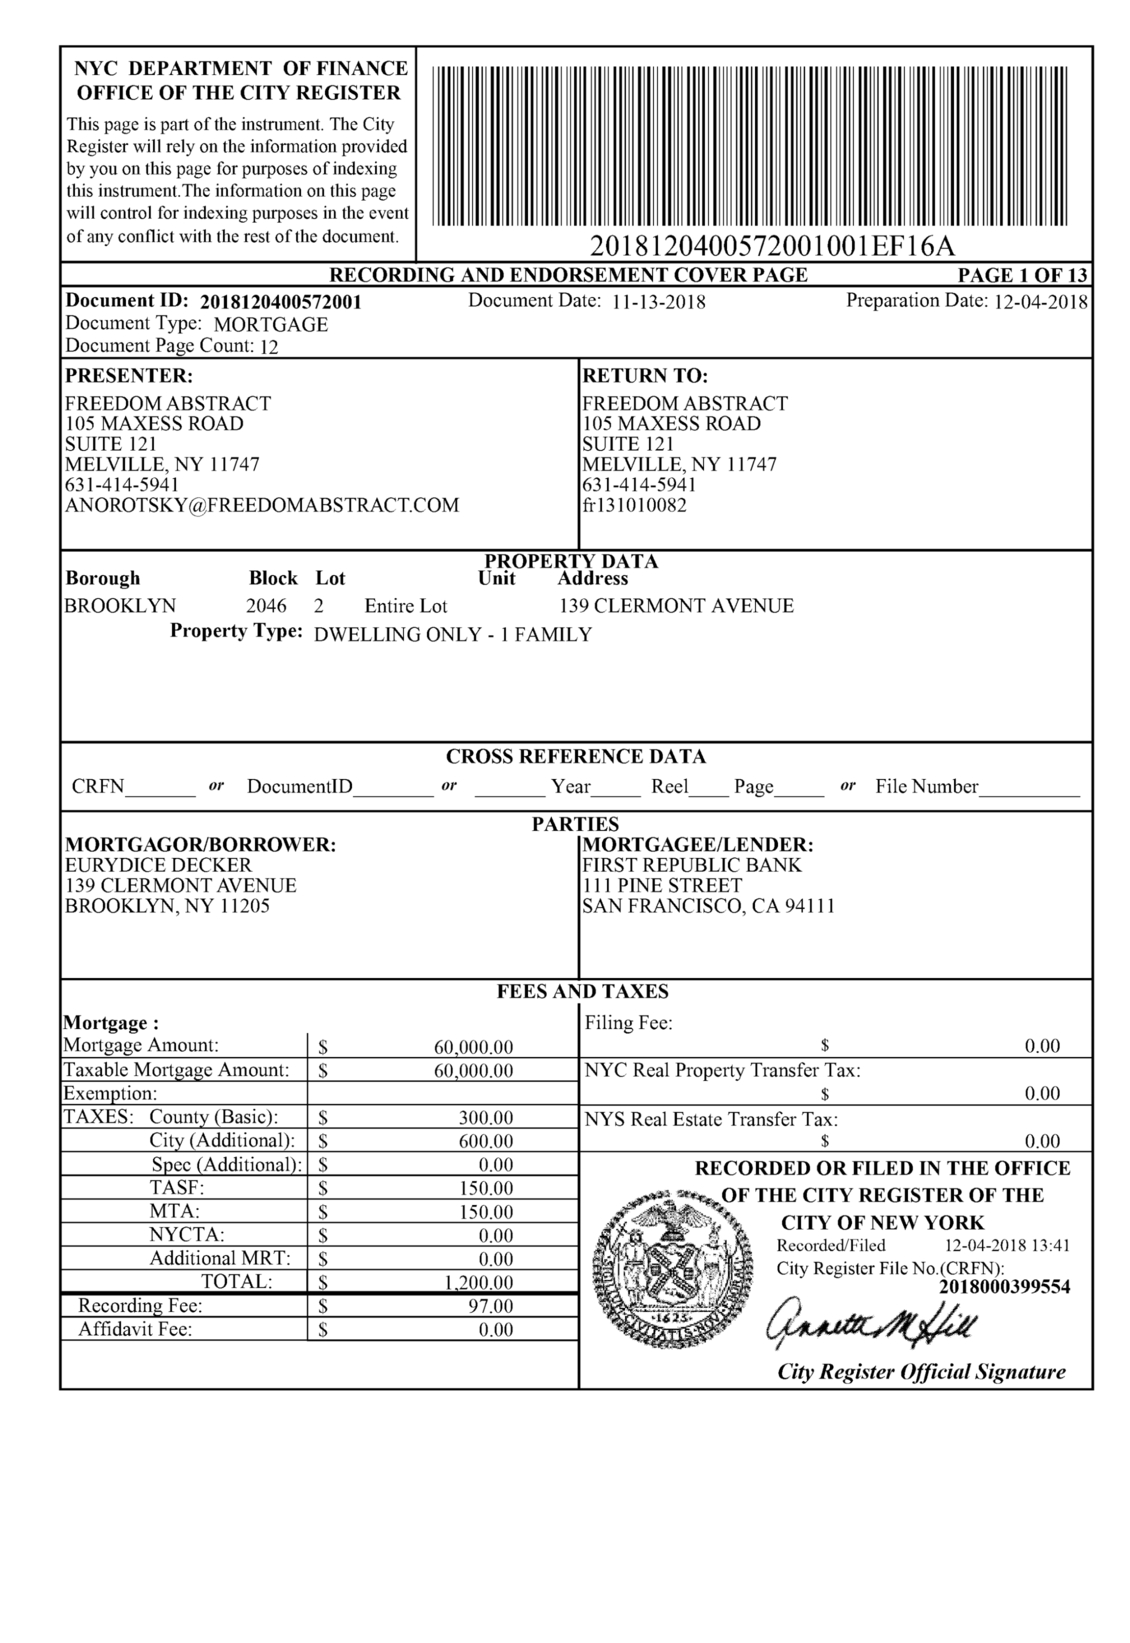 NYC DEPARTMENT OF FINANCE
OFFICE OF THE CITY REGISTER
This page is part of the instrument. The City
Register will rely on the information provided
by you on this page for purposes of indexing
this instrument.The information on this page
will control for indexing purposes in the event
of any conflict with the rest of the document.
2018120400572001001EF16A
RECORDING AND ENDORSEMENT COVER PAGE PAGE 1 OF 13
Document ID: 2018120400572001 Document Date: 11-13-2018 Preparation Date: 12-04-2018
Document Type: MORTGAGE
Document Page Count: 12
PRESENTER:
FREEDOM ABSTRACT
105 MAXESS ROAD
SUITE 121
MELVILLE, NY 11747
631-414-5941
ANOROTSKY@FREEDOMABSTRACT.COM
RETURN TO:
FREEDOM ABSTRACT
105 MAXESS ROAD
SUITE 121
MELVILLE, NY 11747
631-414-5941
fr131010082
PROPERTY DATA
Borough Block Lot Unit Address
BROOKLYN 2046 2 Entire Lot 139 CLERMONT AVENUE
Property Type: DWELLING ONLY - 1 FAMILY
CROSS REFERENCE DATA
CRFN_______ or DocumentID________ or _______ Year_____ Reel____ Page_____ or File Number__________
PARTIES
MORTGAGOR/BORROWER:
EURYDICE DECKER
139 CLERMONT AVENUE
BROOKLYN, NY 11205
MORTGAGEE/LENDER:
FIRST REPUBLIC BANK
111 PINE STREET
SAN FRANCISCO, CA 94111
FEES AND TAXES
Mortgage :
Mortgage Amount: $ 60,000.00
Taxable Mortgage Amount: $ 60,000.00
Exemption:
TAXES: County (Basic): $ 300.00
City (Additional): $ 600.00
Spec (Additional): $ 0.00
TASF: $ 150.00
MTA: $ 150.00
NYCTA: $ 0.00
Additional MRT: $ 0.00
TOTAL: $ 1,200.00
Recording Fee: $ 97.00
Affidavit Fee: $ 0.00
Filing Fee:
$ 0.00
NYC Real Property Transfer Tax:
$ 0.00
NYS Real Estate Transfer Tax:
$ 0.00
RECORDED OR FILED IN THE OFFICE
OF THE CITY REGISTER OF THE
CITY OF NEW YORK
Recorded/Filed 12-04-2018 13:41
City Register File No.(CRFN):
2018000399554
SIGILLUM CIVITATIS NOVI EBORACI
·1625·
Annette M Hill
City Register Official Signature